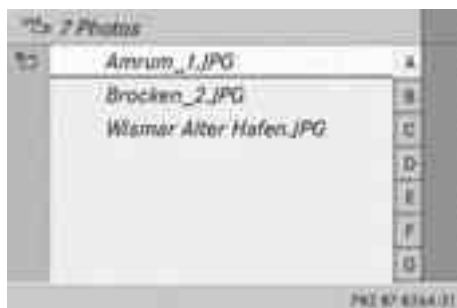 7 Photos
Amrum_1.JPG
A
Brocken_2.JPG
B
Wismar Alter Hafen.JPG
C
D
E
F
G